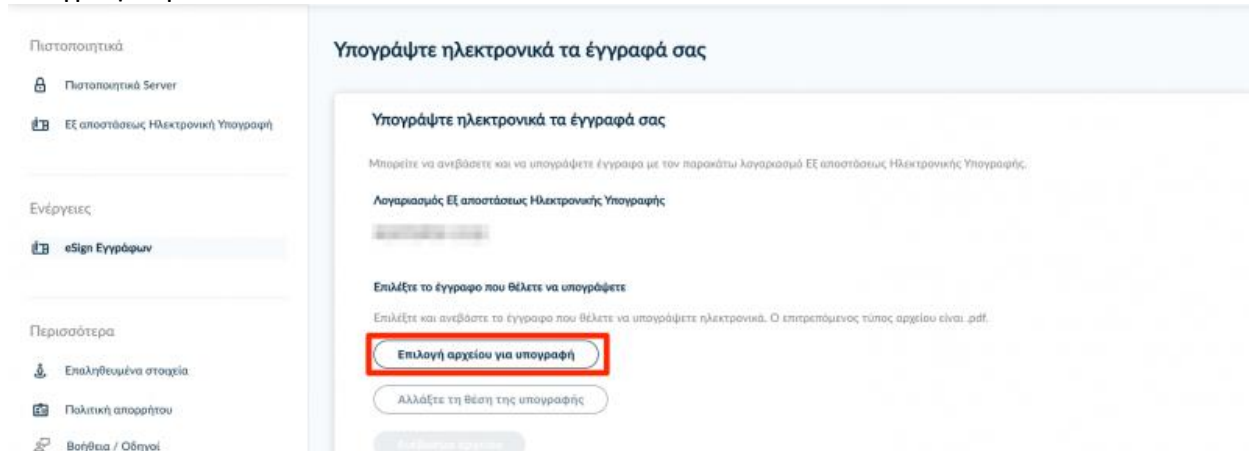 Πιστοποιητικά
Πιστοποιητικά Server
Εξ αποστάσεως Ηλεκτρονική Υπογραφή
Ενέργειες
eSign Εγγράφων
Περισσότερα
Επαληθευμένα στοιχεία
Πολιτική απορρήτου
Βοήθεια / Οδηγοί
Υπογράψτε ηλεκτρονικά τα έγγραφά σας
Υπογράψτε ηλεκτρονικά τα έγγραφά σας
Μπορείτε να ανεβάσετε και να υπογράψετε έγγραφα με τον παρακάτω λογαριασμό Εξ αποστάσεως Ηλεκτρονικής Υπογραφής.
Λογαριασμός Εξ αποστάσεως Ηλεκτρονικής Υπογραφής
Επιλέξτε το έγγραφο που θέλετε να υπογράψετε
Επιλέξτε και ανεβάστε το έγγραφο που θέλετε να υπογράψετε ηλεκτρονικά. Ο επιτρεπόμενος τύπος αρχείου είναι .pdf.
Επιλογή αρχείου για υπογραφή
Αλλάξτε τη θέση της υπογραφής